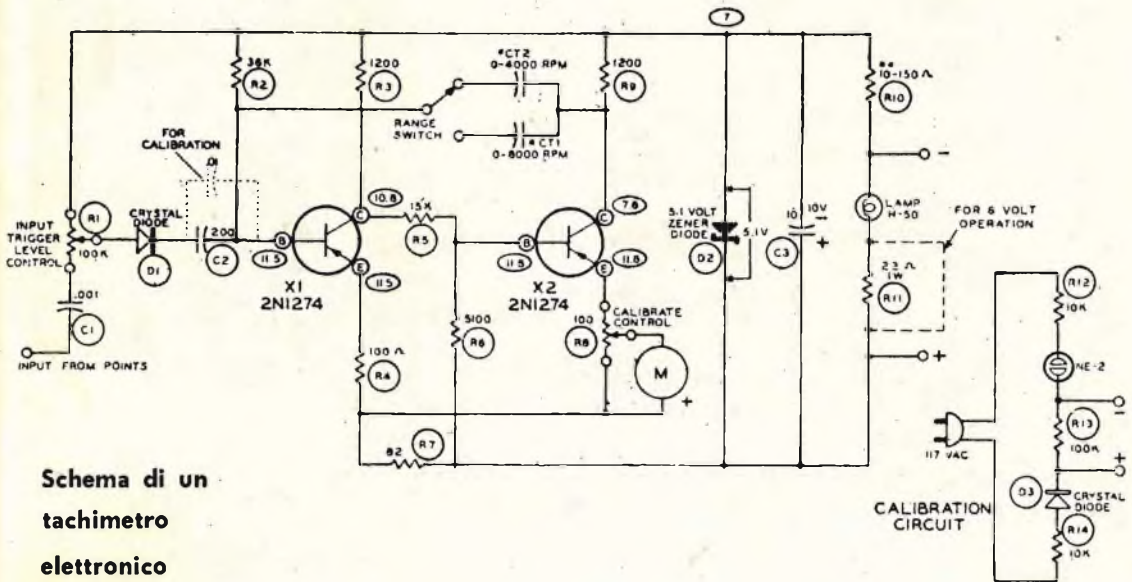 7
36K
R2
1200
R3
*CT2
0-4000 RPM
RANGE
SWITCH
*CT1
0-8000 RPM
1200
R9
**
10-150 Ω
R10
FOR
CALIBRATION
.01
INPUT
TRIGGER
LEVEL
CONTROL
R1
100K
CRYSTAL
DIODE
D1
200
C2
B
11.5
C
10.8
E
11.5
X1
2N1274
15K
R5
B
11.5
C
7.8
E
11.8
X2
2N1274
5.1 VOLT
ZENER
DIODE
D2
5.1V
10
10V
-
+
C3
-
LAMP
H-50
FOR 6 VOLT
OPERATION
R11
1W
+
.001
C1
INPUT FROM POINTS
100 Ω
R4
5100
R6
100
R8
CALIBRATE
CONTROL
M
+
82
R7
R12
10K
NE-2
-
R13
100K
+
117 VAC
D3
CRYSTAL
DIODE
R14
10K
CALIBRATION
CIRCUIT
Schema di un
tachimetro
elettronico